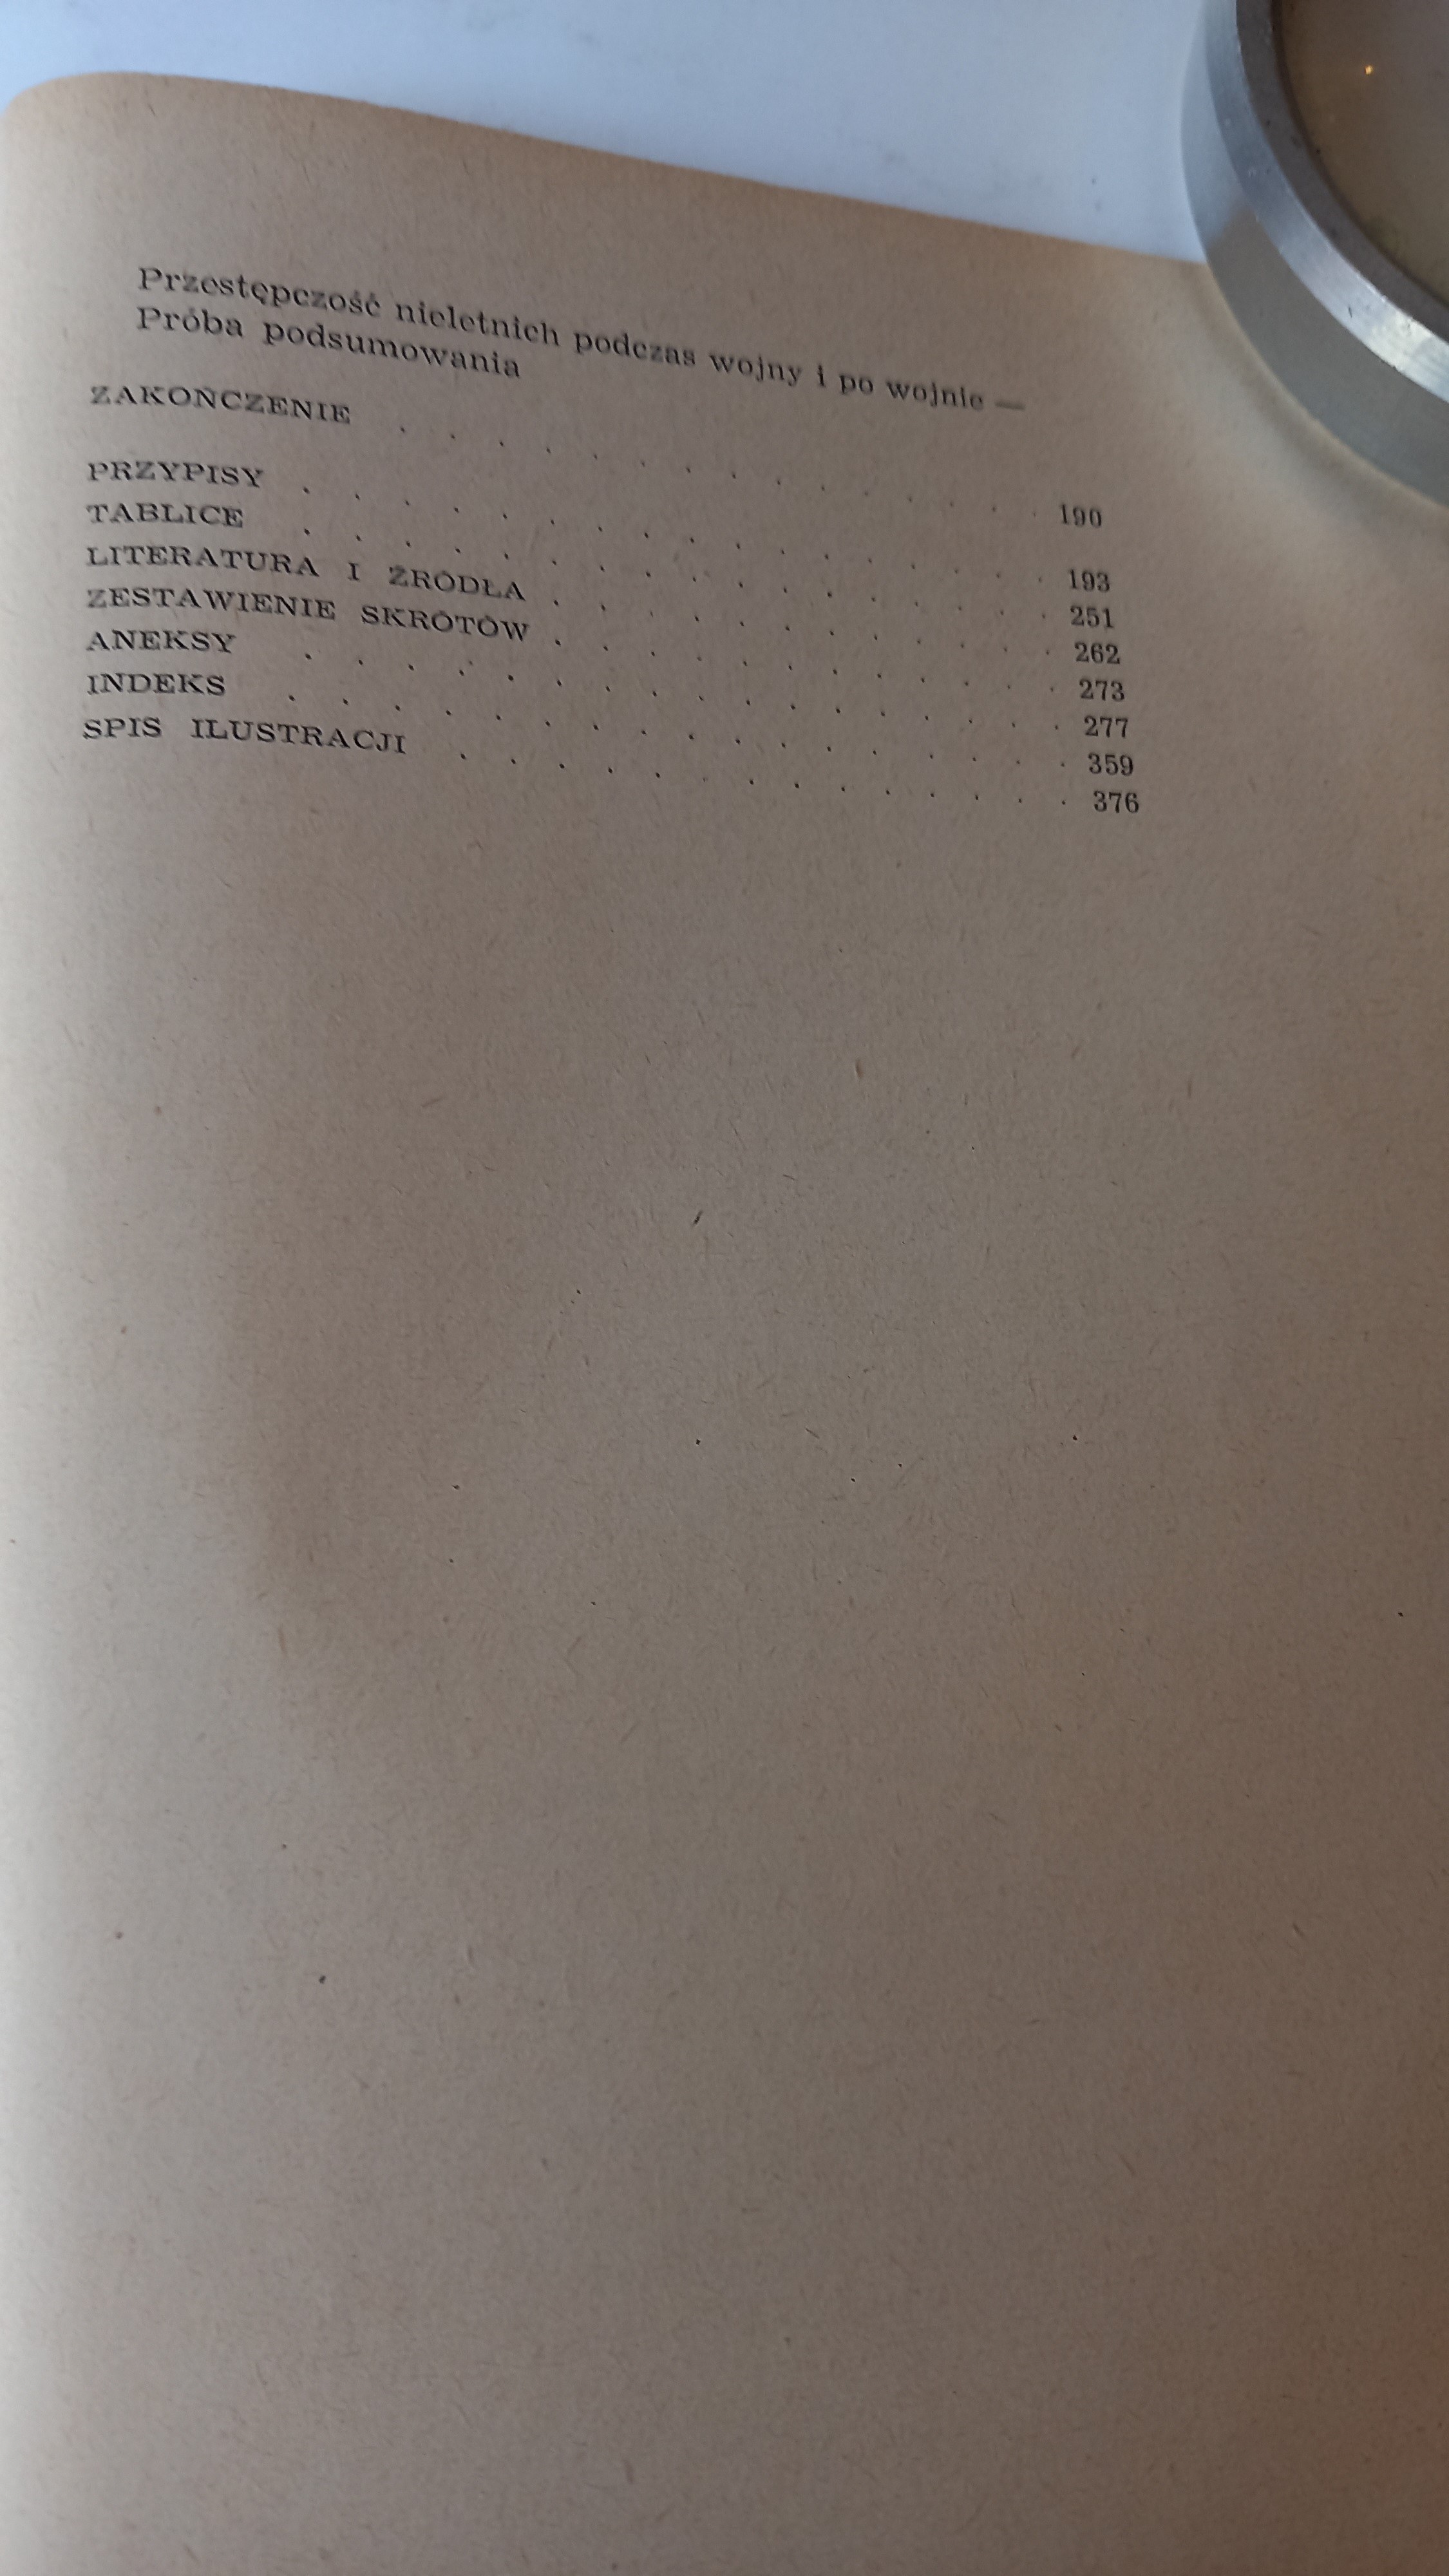 Przestępczość nieletnich podczas wojny i po wojnie —
Próba podsumowania
ZAKOŃCZENIE . . . . . . . . . . . . . . 190
PRZYPISY . . . . . . . . . . . . . . . . 193
TABLICE . . . . . . . . . . . . . . . . 251
LITERATURA I ŹRÓDŁA . . . . . . . . . . . 262
ZESTAWIENIE SKRÓTÓW . . . . . . . . . . . 273
ANEKSY . . . . . . . . . . . . . . . . 277
INDEKS . . . . . . . . . . . . . . . . 359
SPIS ILUSTRACJI . . . . . . . . . . . . . 376